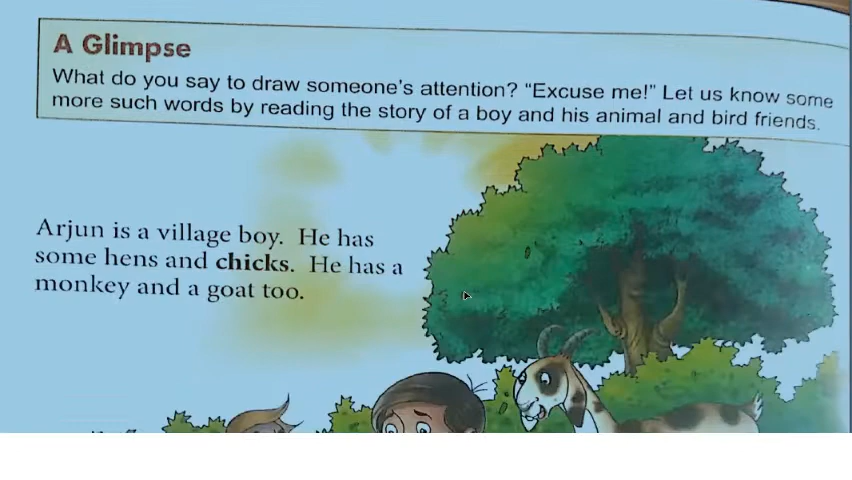 A Glimpse
What do you say to draw someone's attention? "Excuse me!" Let us know some
more such words by reading the story of a boy and his animal and bird friends.
Arjun is a village boy. He has
some hens and chicks. He has a
monkey and a goat too.